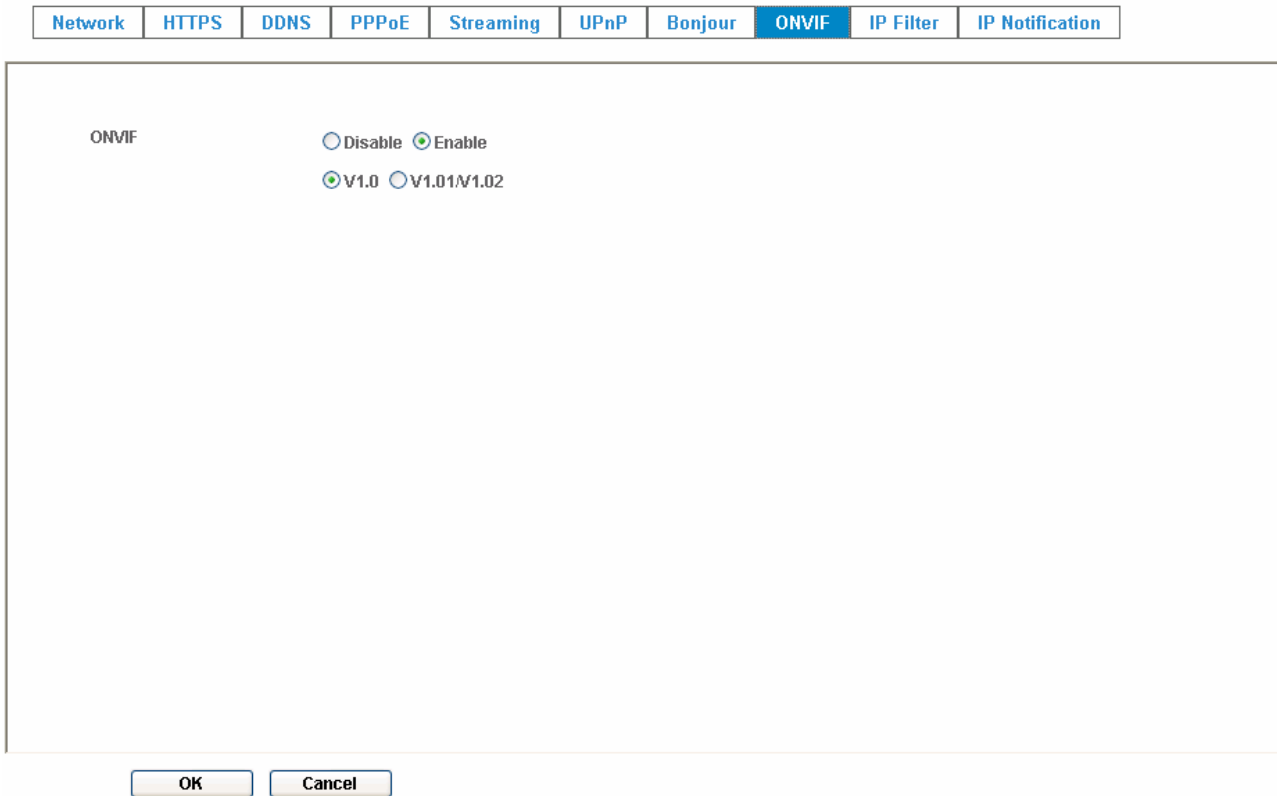 Network HTTPS DDNS PPPoE Streaming UPnP Bonjour ONVIF IP Filter IP Notification
ONVIF Disable Enable
V1.0 V1.01/V1.02
OK Cancel